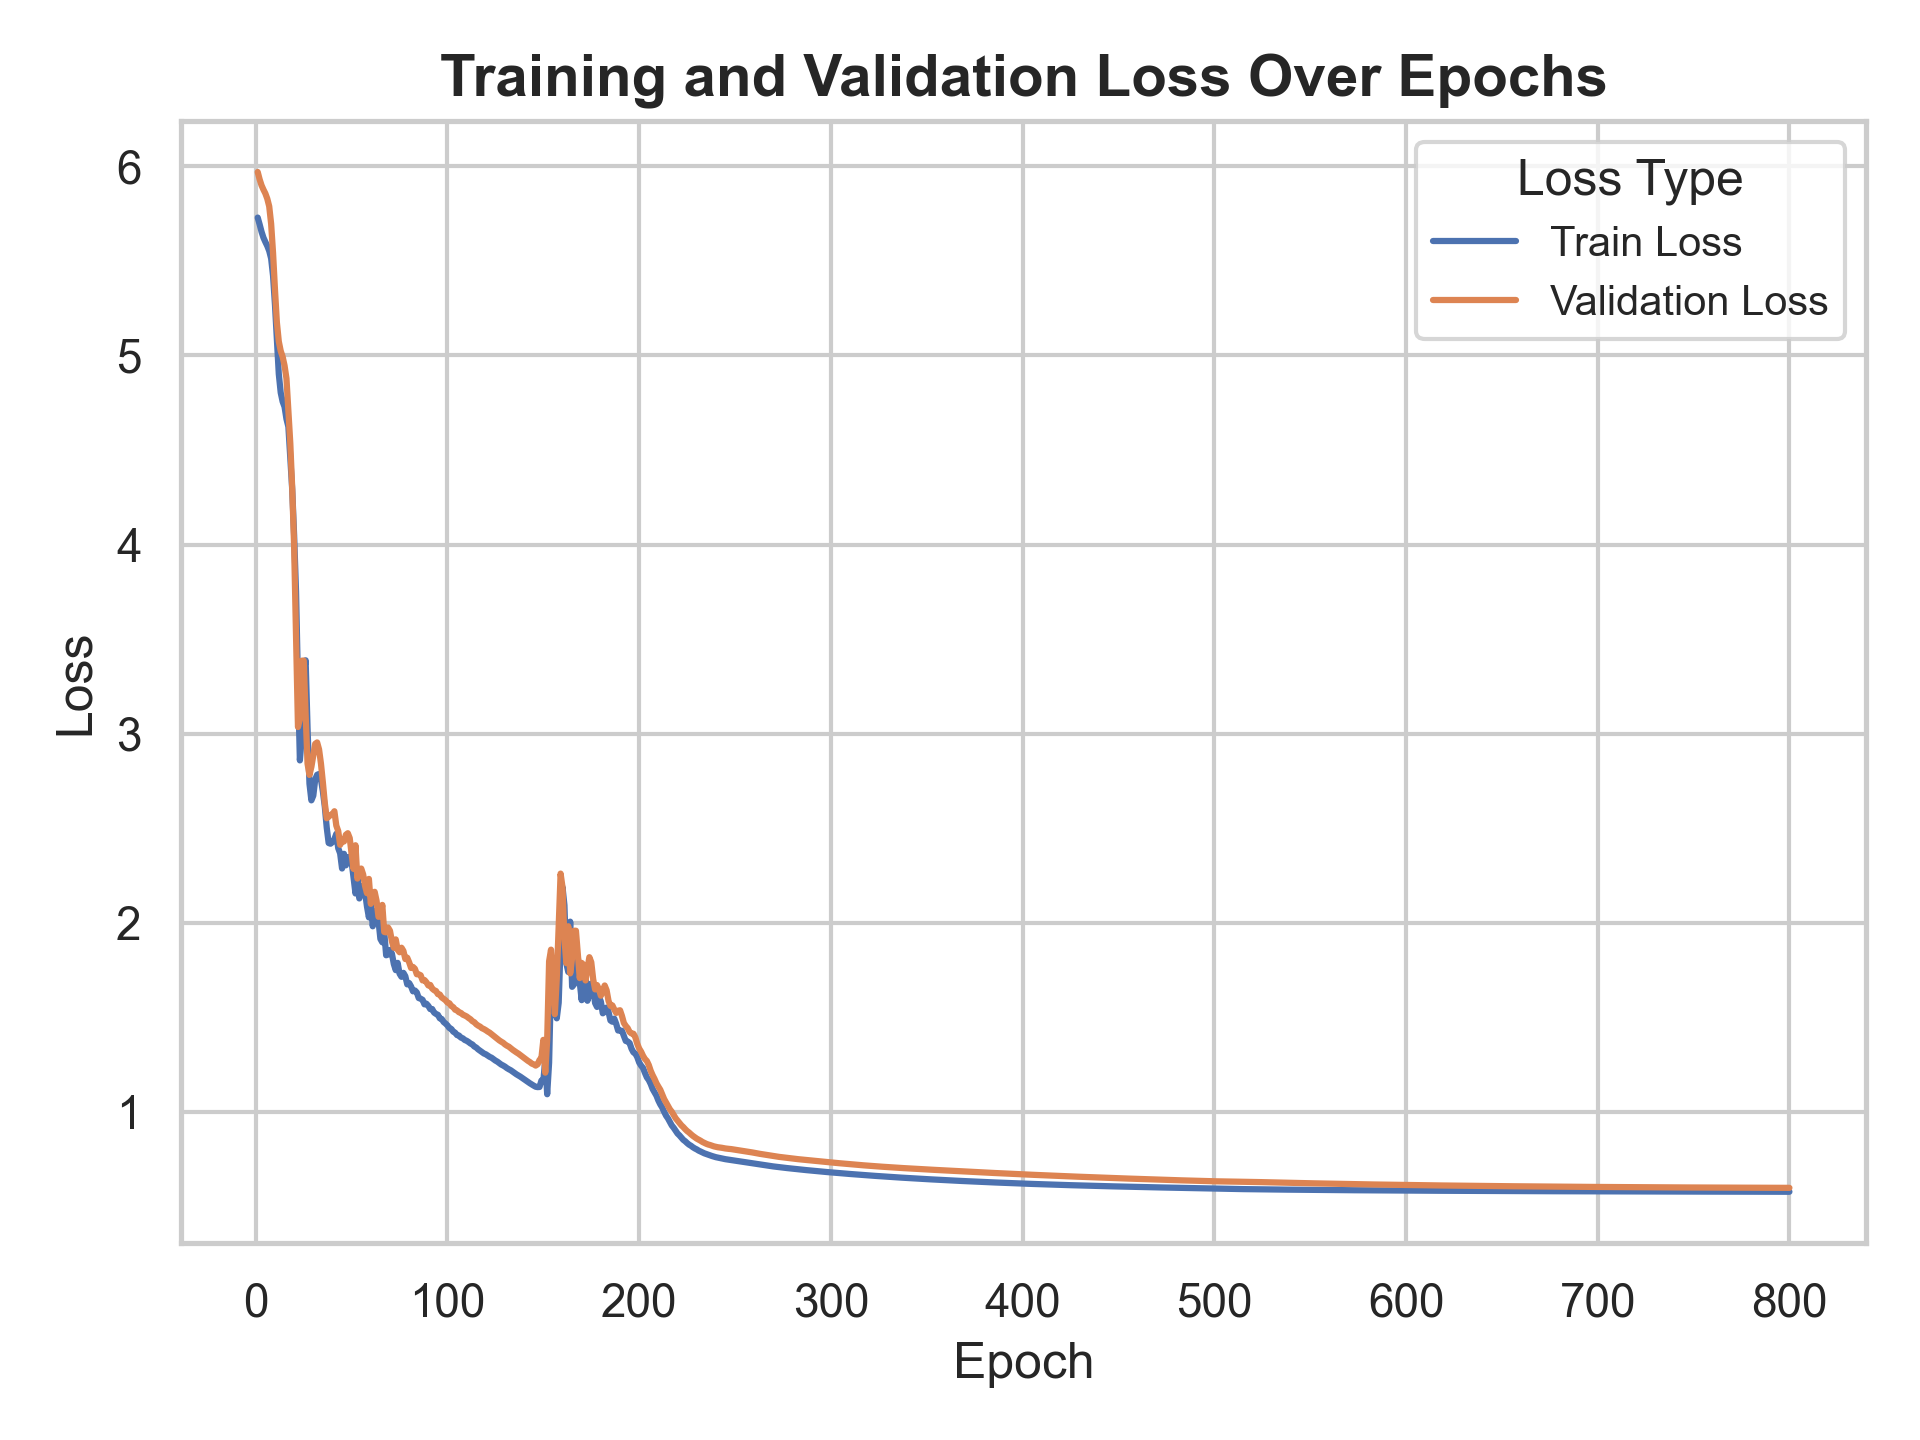 Training and Validation Loss Over Epochs
Loss Type
Train Loss
Validation Loss
6
5
4
3
2
1
Loss
0 100 200 300 400 500 600 700 800
Epoch